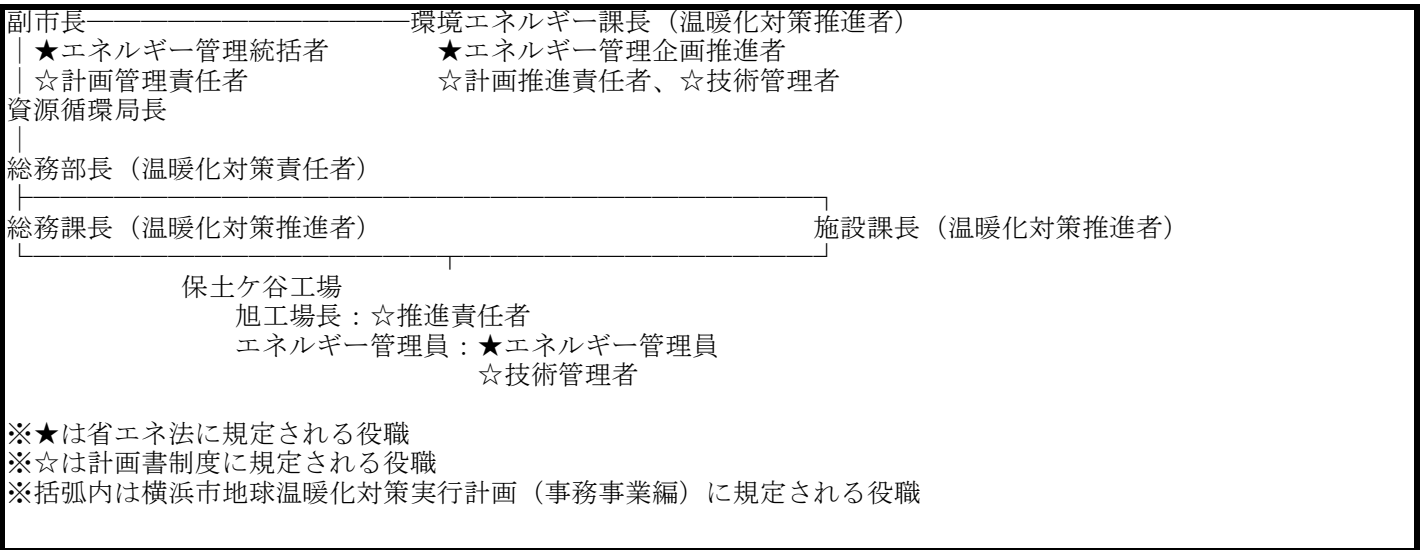 副市長――――――――――――環境エネルギー課長（温暖化対策推進者）
｜★エネルギー管理統括者　　　　★エネルギー管理企画推進者
｜☆計画管理責任者　　　　　　　☆計画推進責任者、☆技術管理者
資源循環局長
｜
総務部長（温暖化対策責任者）
├──────────────────────────────┐
総務課長（温暖化対策推進者）　　　　　　　　　　　　　　　　　施設課長（温暖化対策推進者）
└────────────────┬─────────────┘
保土ケ谷工場
旭工場長：☆推進責任者
エネルギー管理員：★エネルギー管理員
☆技術管理者
※★は省エネ法に規定される役職
※☆は計画書制度に規定される役職
※括弧内は横浜市地球温暖化対策実行計画（事務事業編）に規定される役職